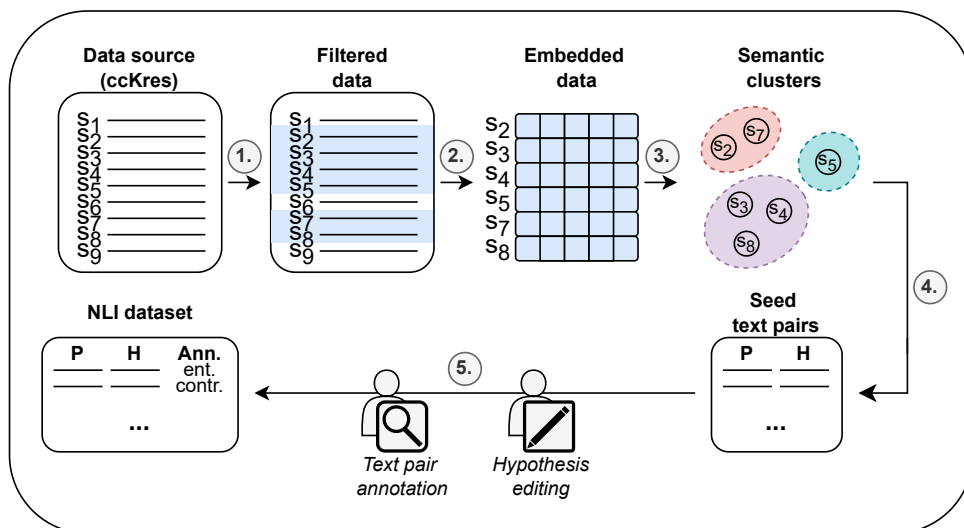 Data source
(ccKres)
Filtered
data
Embedded
data
Semantic
clusters
s1
s2
s3
s4
s5
s6
s7
s8
s9
1.
s1
s2
s3
s4
s5
s6
s7
s8
s9
2.
s2
s3
s4
s5
s7
s8
3.
s2
s7
s5
s3
s4
s8
4.
Seed
text pairs
P H
...
5.
Hypothesis
editing
Text pair
annotation
NLI dataset
P H Ann.
ent.
contr.
...